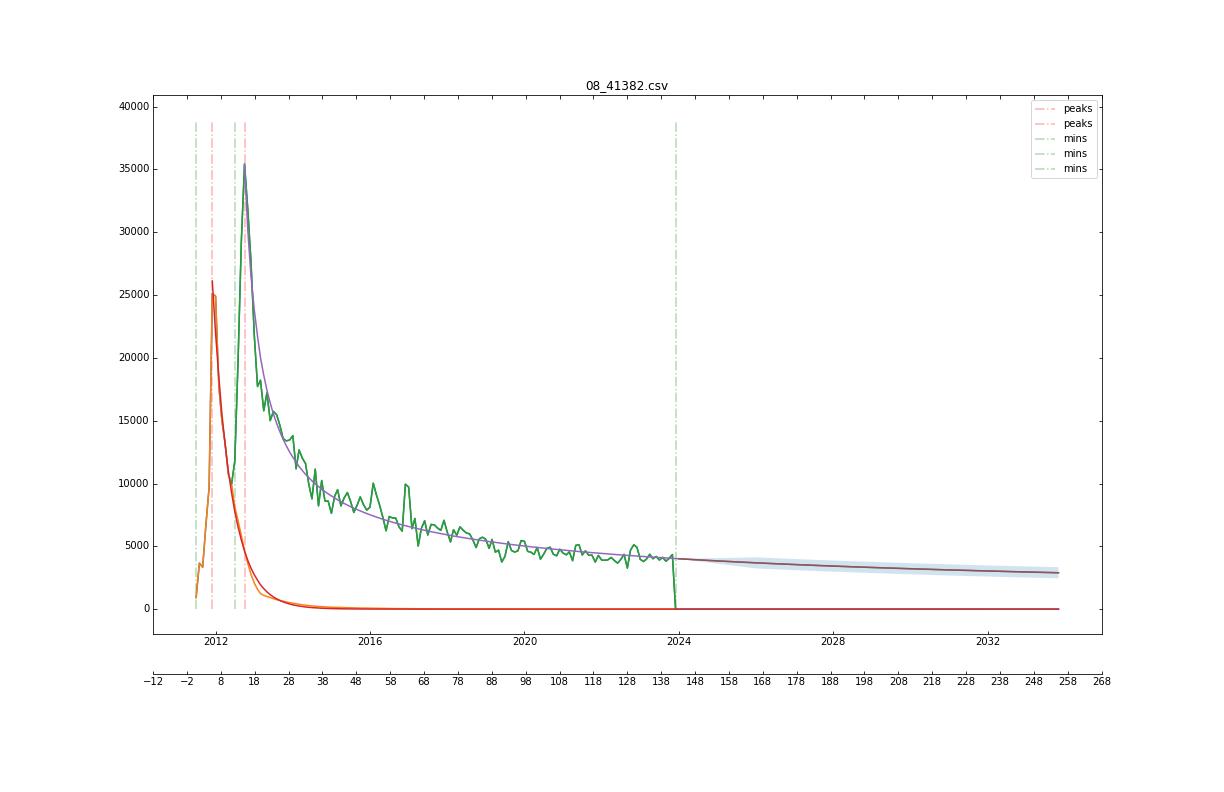 08_41382.csv
40000
35000
30000
25000
20000
15000
10000
5000
0
peaks
peaks
mins
mins
mins
2012 2016 2020 2024 2028 2032
−12 −2 8 18 28 38 48 58 68 78 88 98 108 118 128 138 148 158 168 178 188 198 208 218 228 238 248 258 268